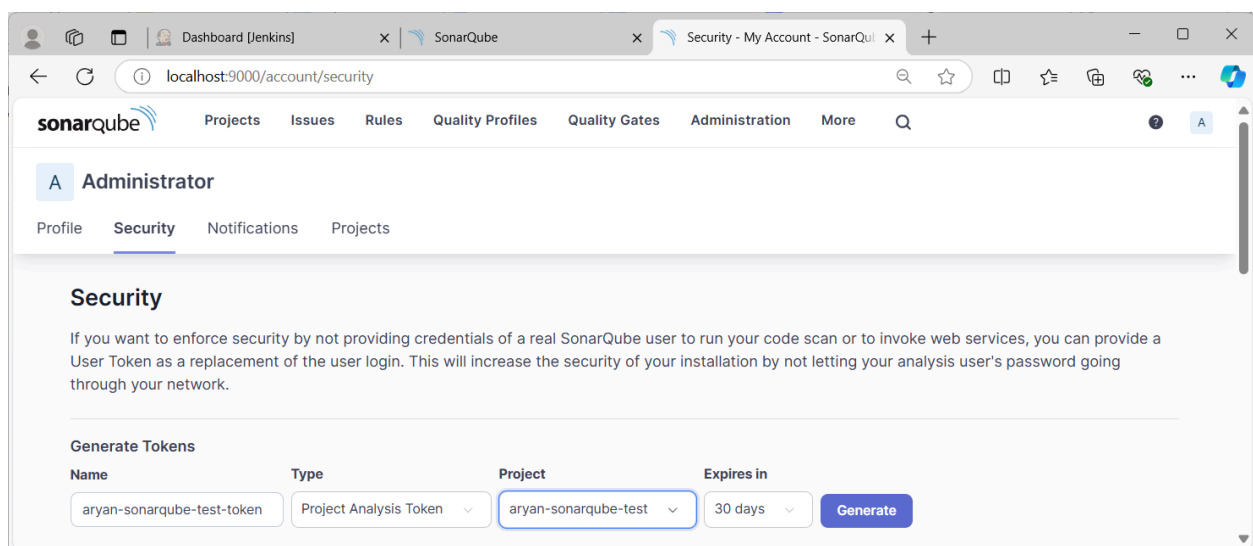 Dashboard [Jenkins]
SonarQube
Security - My Account - SonarQu
localhost:9000/account/security
sonarqube
Projects Issues Rules Quality Profiles Quality Gates Administration More
? A
A Administrator
Profile Security Notifications Projects
Security
If you want to enforce security by not providing credentials of a real SonarQube user to run your code scan or to invoke web services, you can provide a
User Token as a replacement of the user login. This will increase the security of your installation by not letting your analysis user's password going
through your network.
Generate Tokens
Name Type Project Expires in
aryan-sonarqube-test-token Project Analysis Token aryan-sonarqube-test 30 days Generate